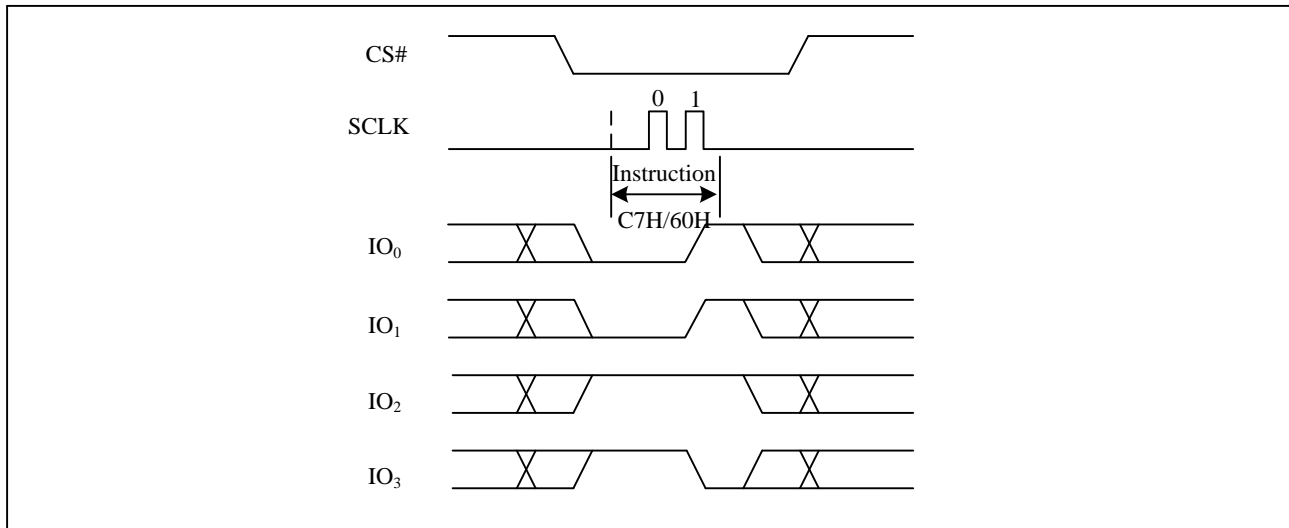 CS#
0 1
SCLK
Instruction
C7H/60H
IO₀
IO₁
IO₂
IO₃